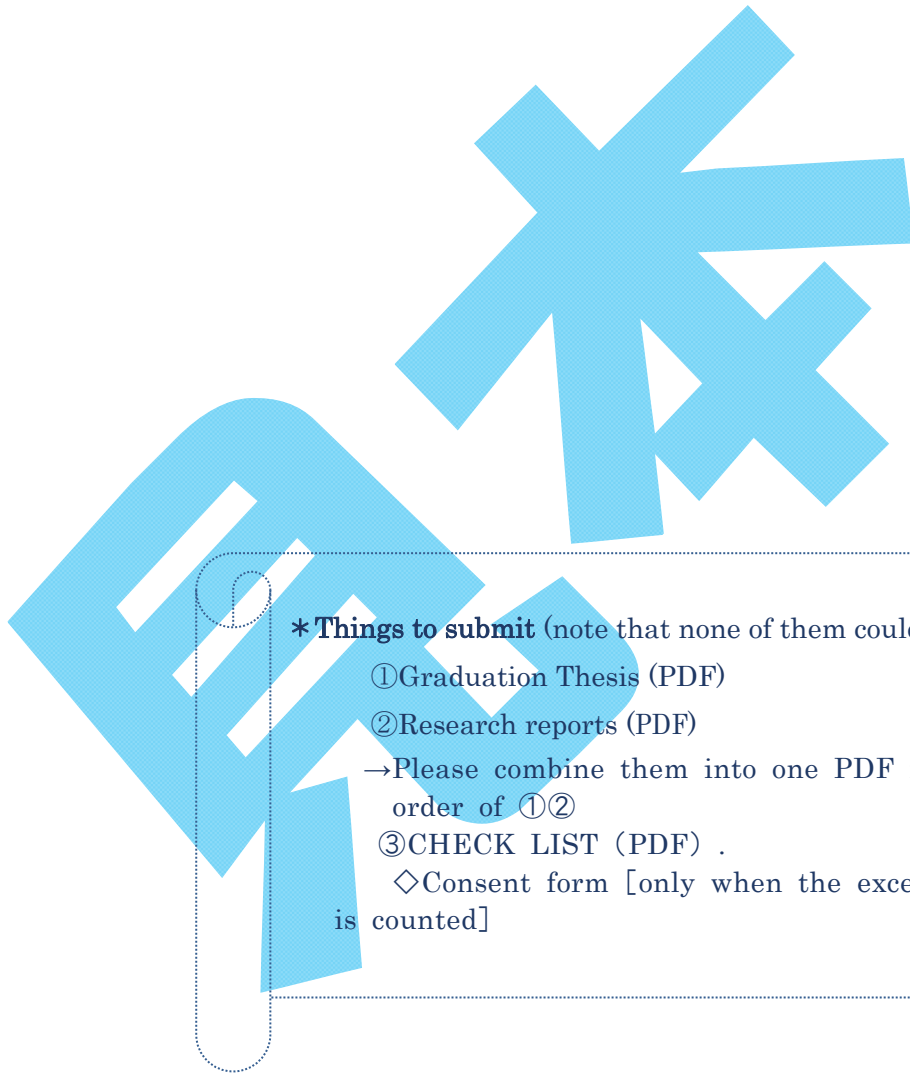 見本
＊Things to submit (note that none of them could
①Graduation Thesis (PDF)
②Research reports (PDF)
→Please combine them into one PDF
order of ①②
③CHECK LIST（PDF）.
◇Consent form [only when the exce
is counted]